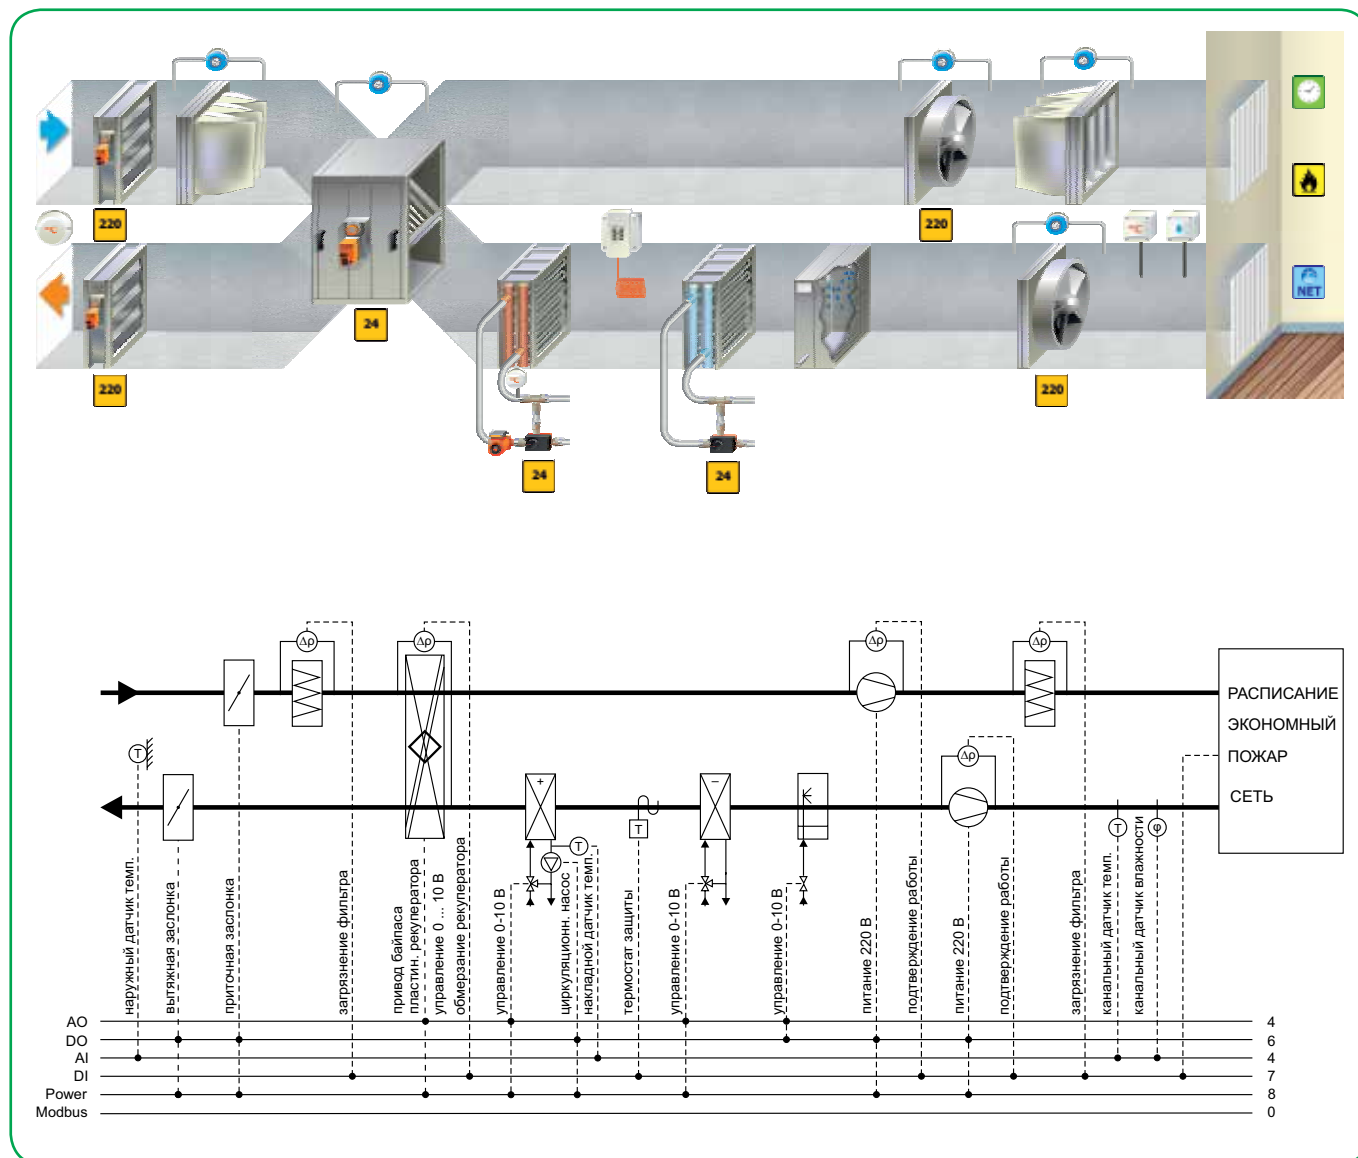 °C
220
220
°C
220
24
NET
220
°C
220
24
24
Δρ
Δρ
Δρ
Δρ
РАСПИСАНИЕ
ЭКОНОМНЫЙ
T
Δρ
ПОЖАР
+
−
СЕТЬ
T
T
T
φ
наружный датчик темп.
вытяжная заслонка
приточная заслонка
загрязнение фильтра
привод байпаса
пластин. рекулератора
управление 0 ... 10 В
обмерзание рекулератора
управление 0-10 В
циркуляционн. насос
накладной датчик темп.
термостат защиты
управление 0-10 В
управление 0-10 В
питание 220 В
подтверждение работы
питание 220 В
подтверждение работы
загрязнение фильтра
канальный датчик темп.
канальный датчик влажности
AO 4
DO 6
AI 4
DI 7
Power 8
Modbus 0